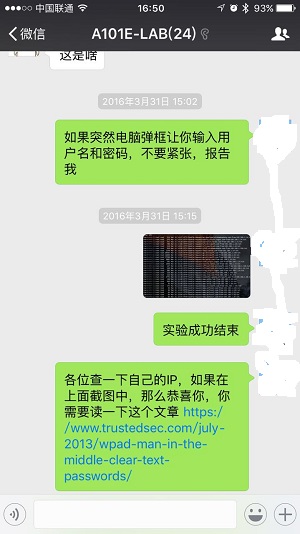 中国联通
16:50
93%
微信
A101E-LAB(24)
这是啥
2016年3月31日 15:02
如果突然电脑弹框让你输入用
户名和密码，不要紧张，报告
我
2016年3月31日 15:15
实验成功结束
各位查一下自己的IP，如果在
上面截图中，那么恭喜你，你
需要读一下这个文章 https:/
/www.trustedsec.com/july-
2013/wpad-man-in-the-
middle-clear-text-
passwords/